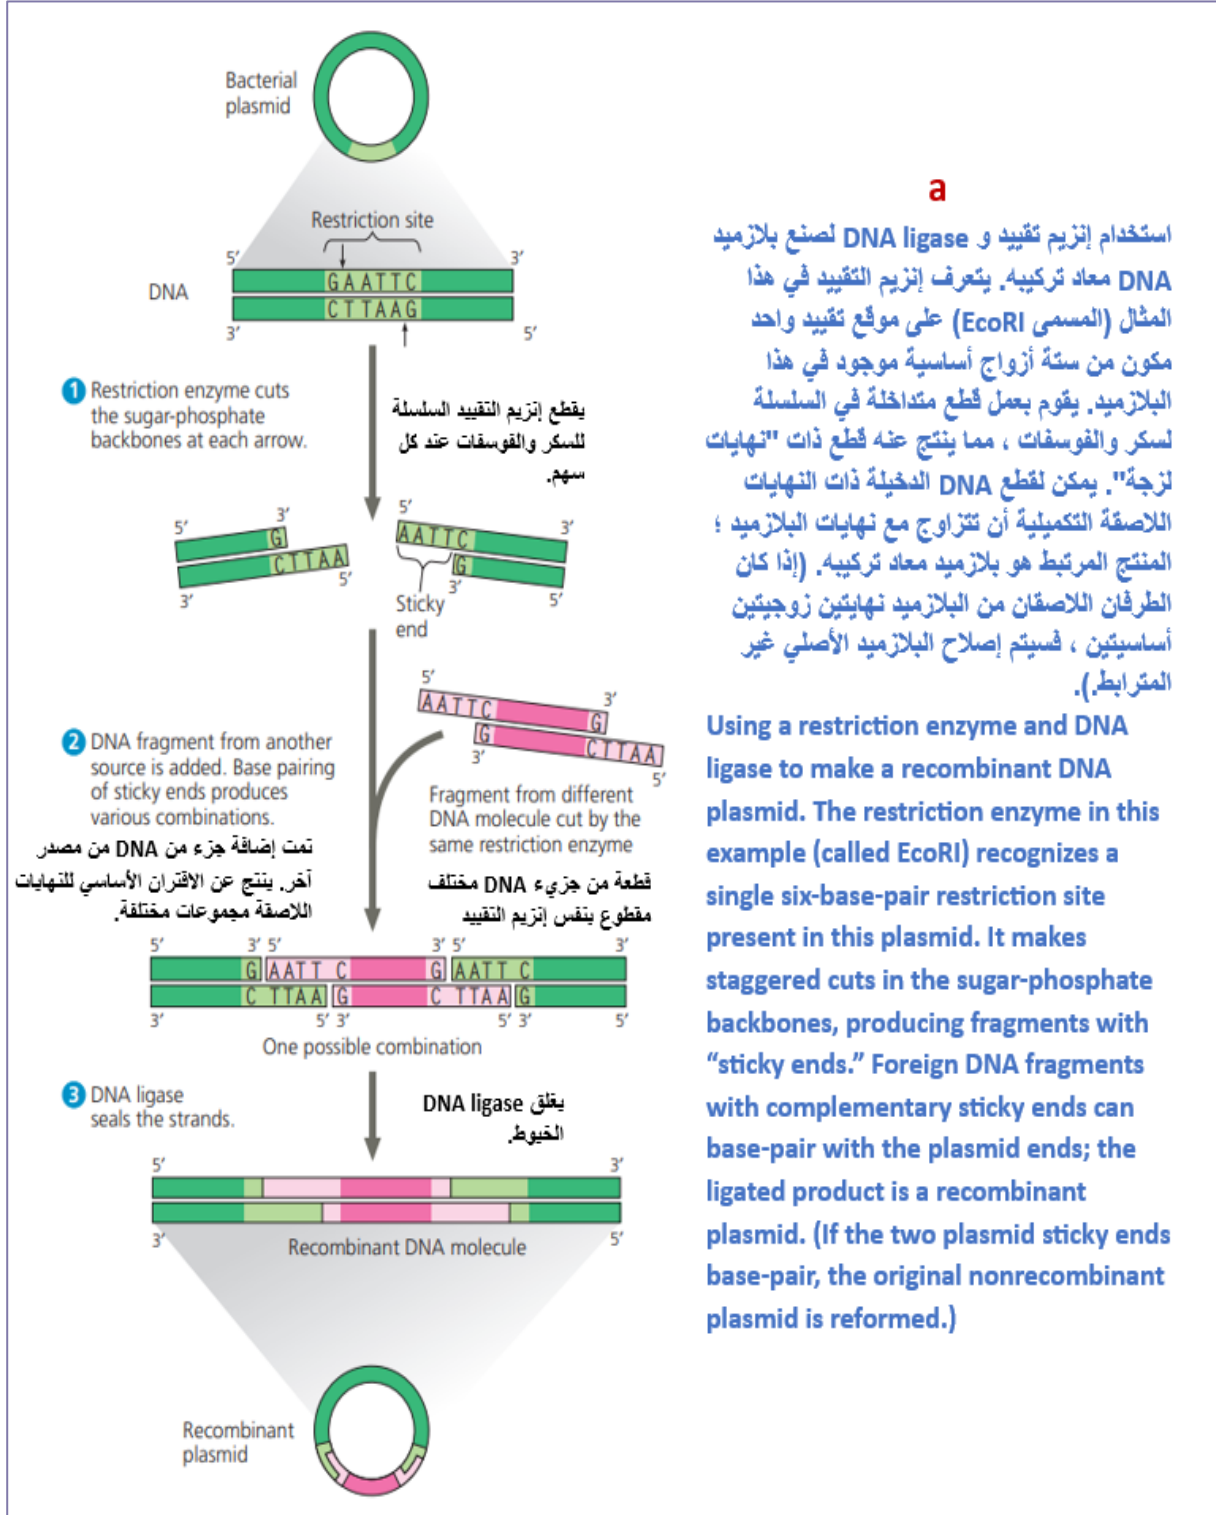 Bacterial
plasmid
Restriction site
5′
3′
DNA
GAATTC
CTTAAG
3′
5′
1 Restriction enzyme cuts
the sugar-phosphate
backbones at each arrow.
يقطع إنزيم التقييد السلسلة
للسكر والفوسفات عند كل
سهم.
5′
3′
G
CTTAA
3′
5′
5′
3′
AATTC
G
3′
5′
Sticky
end
5′
3′
AATTC G
G CTTAA
3′
5′
2 DNA fragment from another
source is added. Base pairing
of sticky ends produces
various combinations.
تمت إضافة جزء من DNA من مصدر
آخر. ينتج عن الاقتران الأساسي للنهايات
اللاصقة مجموعات مختلفة.
Fragment from different
DNA molecule cut by the
same restriction enzyme
قطعة من جزيء DNA مختلف
مقطوع بنفس إنزيم التقييد
5′ 3′ 5′ 3′ 5′ 3′
G AATT C G AATT C
C TTAA G C TTAA G
3′ 5′ 3′ 5′ 3′ 5′
One possible combination
3 DNA ligase
seals the strands.
يغلق DNA ligase
الخيوط.
5′ 3′
3′ 5′
Recombinant DNA molecule
Recombinant
plasmid
a
استخدام إنزيم تقييد و DNA ligase لصنع بلازميد
DNA معاد تركيبه. يتعرف إنزيم التقييد في هذا
المثال (المسمى EcoRI) على موقع تقييد واحد
مكون من ستة أزواج أساسية موجود في هذا
البلازميد. يقوم بعمل قطع متداخلة في السلسلة
لسكر والفوسفات ، مما ينتج عنه قطع ذات "نهايات
لزجة". يمكن لقطع DNA الدخيلة ذات النهايات
اللاصقة التكميلية أن تتزاوج مع نهايات البلازميد ؛
المنتج المرتبط هو بلازميد معاد تركيبه. (إذا كان
الطرفان اللاصقان من البلازميد نهايتين زوجيتين
أساسيتين ، فسيتم إصلاح البلازميد الأصلي غير
المترابط.).
Using a restriction enzyme and DNA
ligase to make a recombinant DNA
plasmid. The restriction enzyme in this
example (called EcoRI) recognizes a
single six-base-pair restriction site
present in this plasmid. It makes
staggered cuts in the sugar-phosphate
backbones, producing fragments with
“sticky ends.” Foreign DNA fragments
with complementary sticky ends can
base-pair with the plasmid ends; the
ligated product is a recombinant
plasmid. (If the two plasmid sticky ends
base-pair, the original nonrecombinant
plasmid is reformed.)